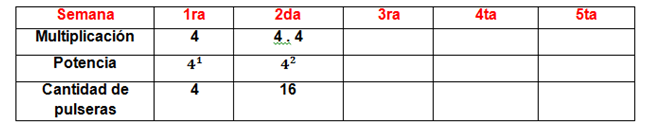 Semana 1ra 2da 3ra 4ta 5ta
Multiplicación 4 4 . 4
Potencia 4¹ 4²
Cantidad de pulseras 4 16